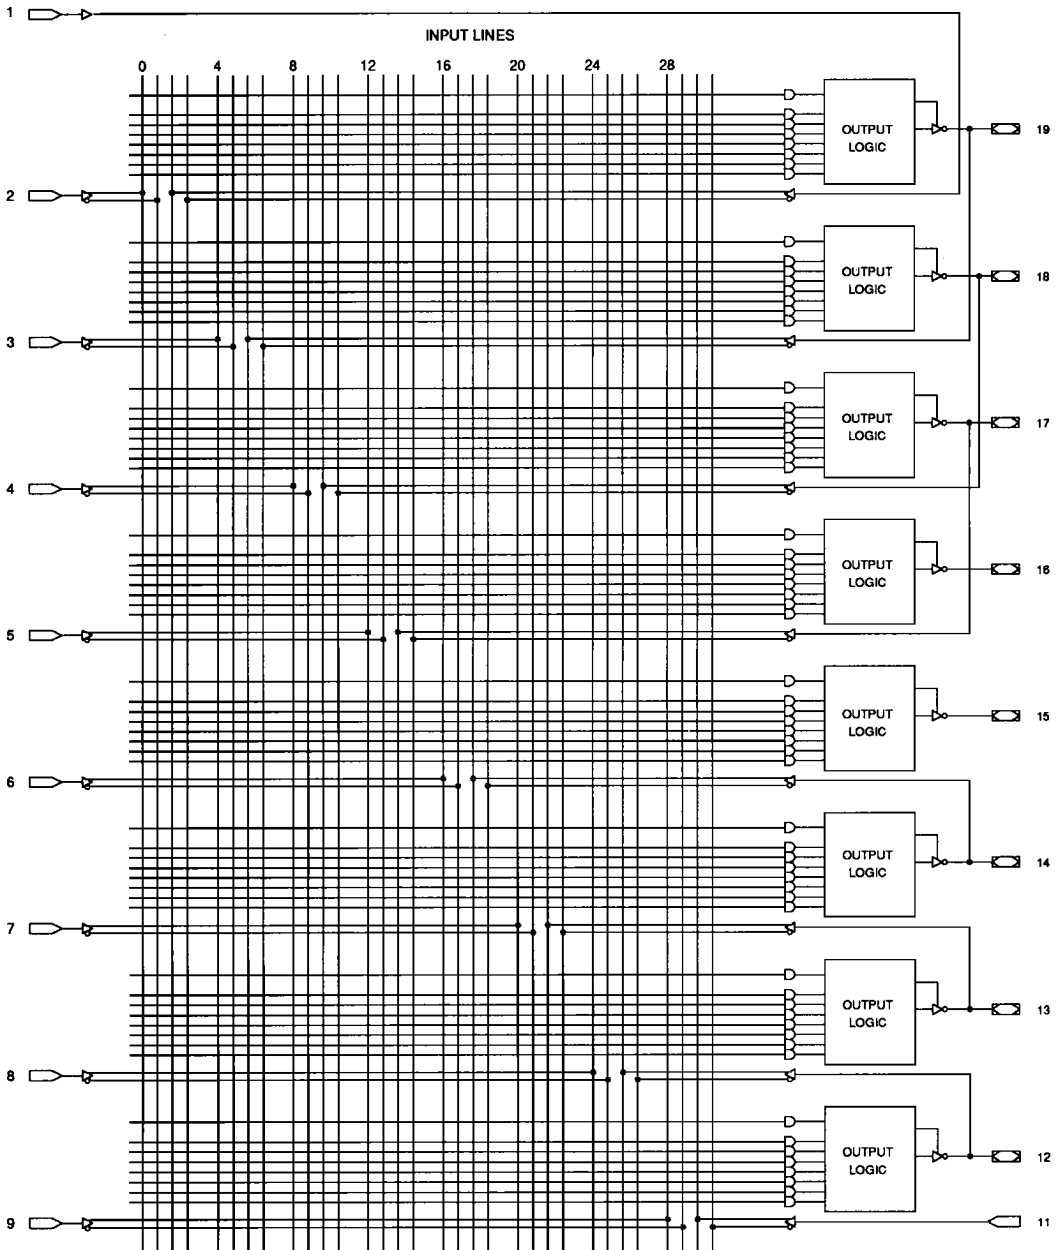 1
INPUT LINES
0 4 8 12 16 20 24 28
OUTPUT
LOGIC
19
2
OUTPUT
LOGIC
18
3
OUTPUT
LOGIC
17
4
OUTPUT
LOGIC
16
5
OUTPUT
LOGIC
15
6
OUTPUT
LOGIC
14
7
OUTPUT
LOGIC
13
8
OUTPUT
LOGIC
12
9
11